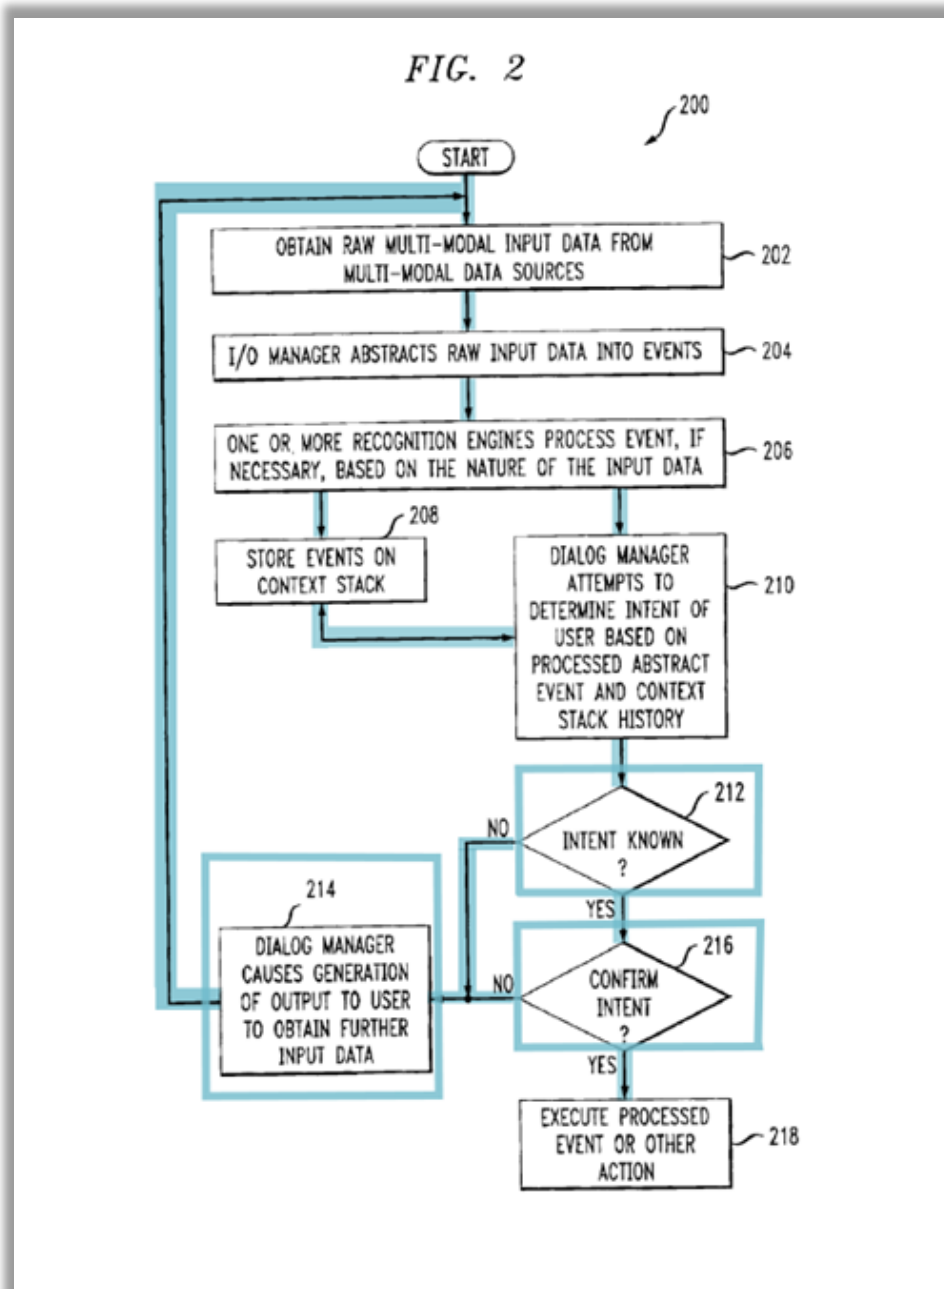 FIG. 2
200
START
OBTAIN RAW MULTI-MODAL INPUT DATA FROM
MULTI-MODAL DATA SOURCES
202
I/O MANAGER ABSTRACTS RAW INPUT DATA INTO EVENTS
204
ONE OR MORE RECOGNITION ENGINES PROCESS EVENT, IF
NECESSARY, BASED ON THE NATURE OF THE INPUT DATA
206
208
STORE EVENTS ON
CONTEXT STACK
DIALOG MANAGER
ATTEMPTS TO
DETERMINE INTENT OF
USER BASED ON
PROCESSED ABSTRACT
EVENT AND CONTEXT
STACK HISTORY
210
212
NO
INTENT KNOWN
?
YES
214
DIALOG MANAGER
CAUSES GENERATION
OF OUTPUT TO USER
TO OBTAIN FURTHER
INPUT DATA
216
NO
CONFIRM
INTENT
?
YES
EXECUTE PROCESSED
EVENT OR OTHER
ACTION
218